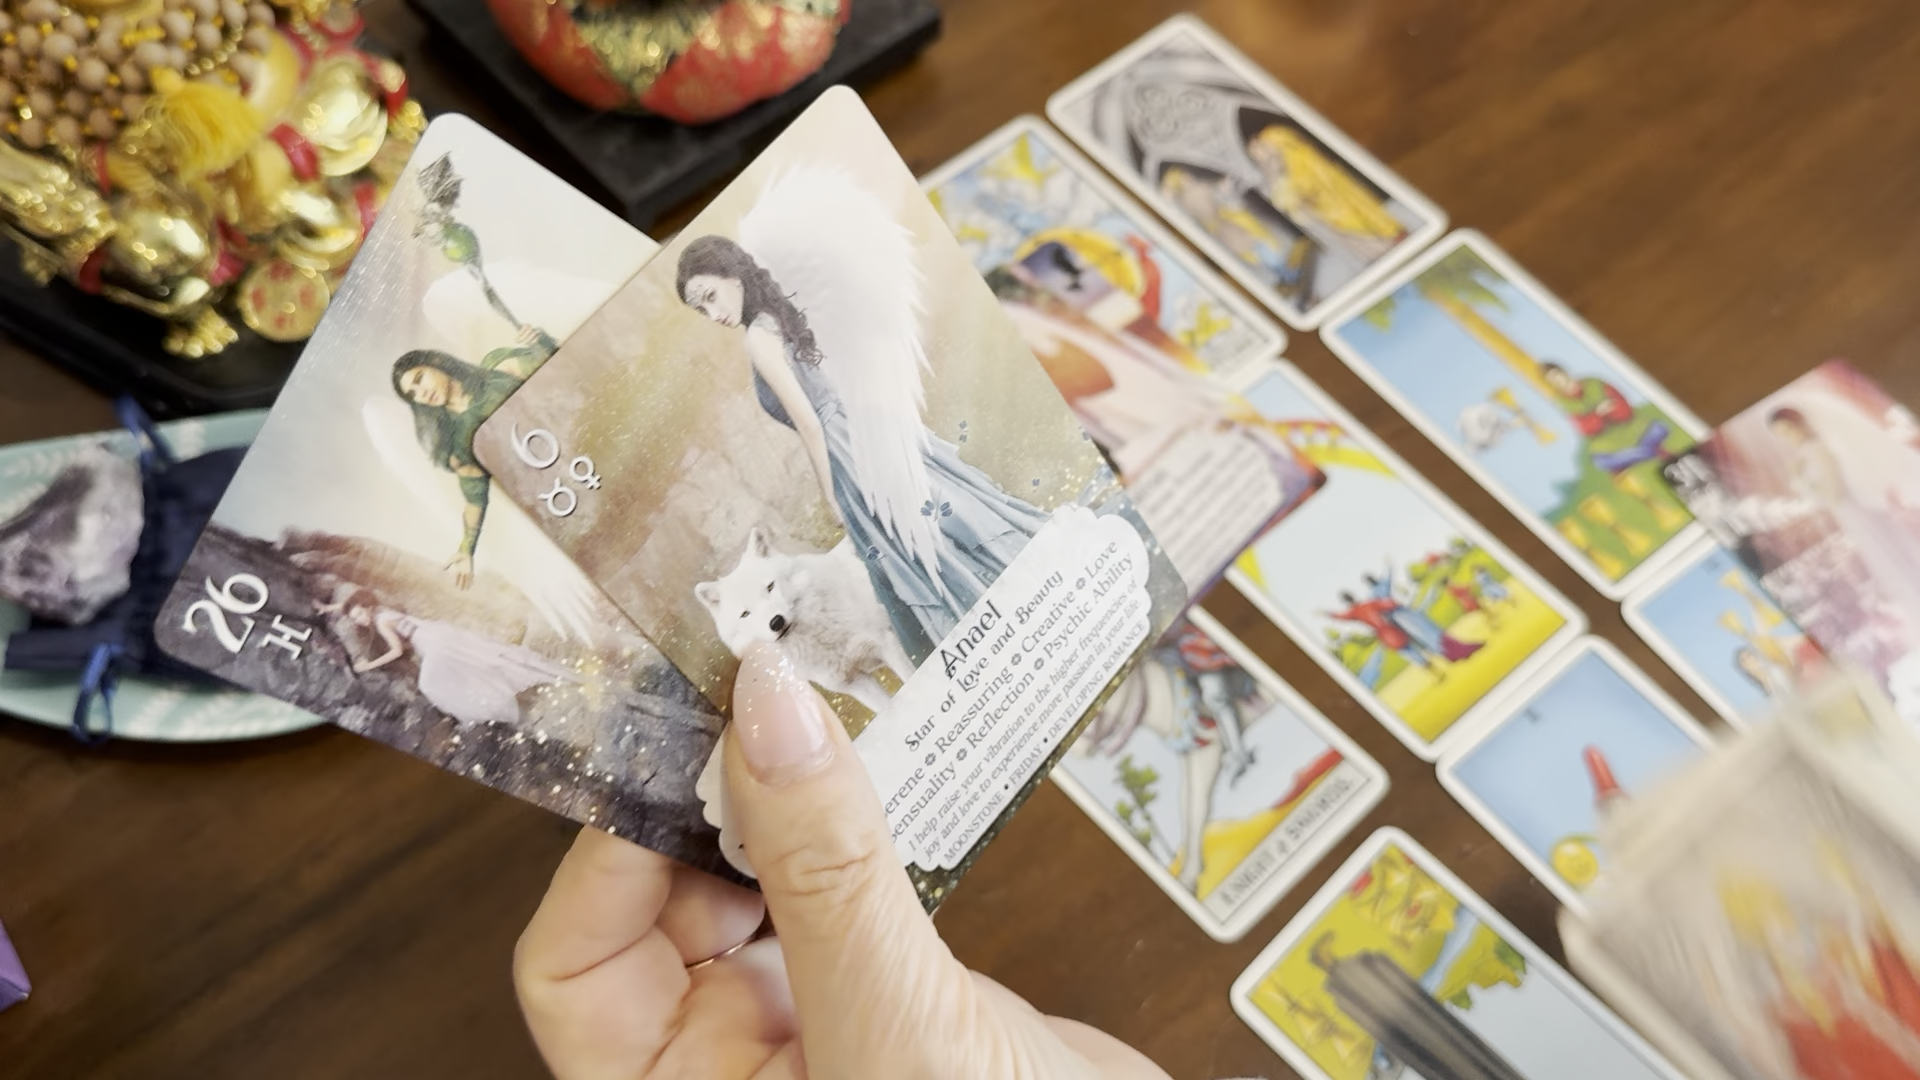 26
♓
6
♀
♉
Anael
Star of Love and Beauty
Serene ● Reassuring ● Creative ● Love
Sensuality ● Reflection ● Psychic Ability
I help raise your vibration to the higher frequencies of
joy and love to experience more passion in your life.
MOONSTONE • FRIDAY • DEVELOPING ROMANCE
KNIGHT of SWORDS.